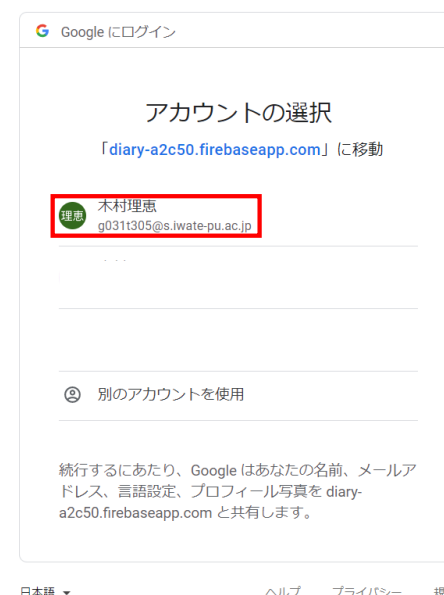 Google にログイン
アカウントの選択
「diary-a2c50.firebaseapp.com」に移動
理恵
木村理恵
g031t305@s.iwate-pu.ac.jp
別のアカウントを使用
続行するにあたり、Google はあなたの名前、メールア
ドレス、言語設定、プロフィール写真を diary-
a2c50.firebaseapp.com と共有します。
日本語
ヘルプ プライバシー